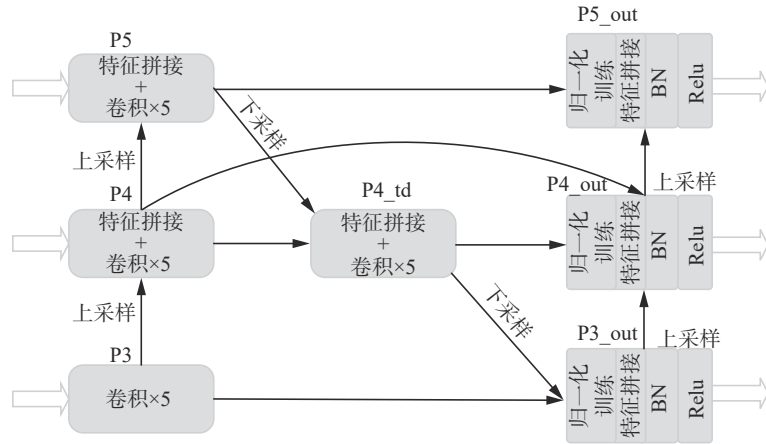 P5_out
P5
特征拼接
+
卷积×5
归一化
训练
特征拼接
BN
Relu
下采样
上采样
P4
P4_td
P4_out
上采样
特征拼接
+
卷积×5
特征拼接
+
卷积×5
归一化
训练
特征拼接
BN
Relu
上采样
下采样
P3
P3_out
上采样
卷积×5
归一化
训练
特征拼接
BN
Relu